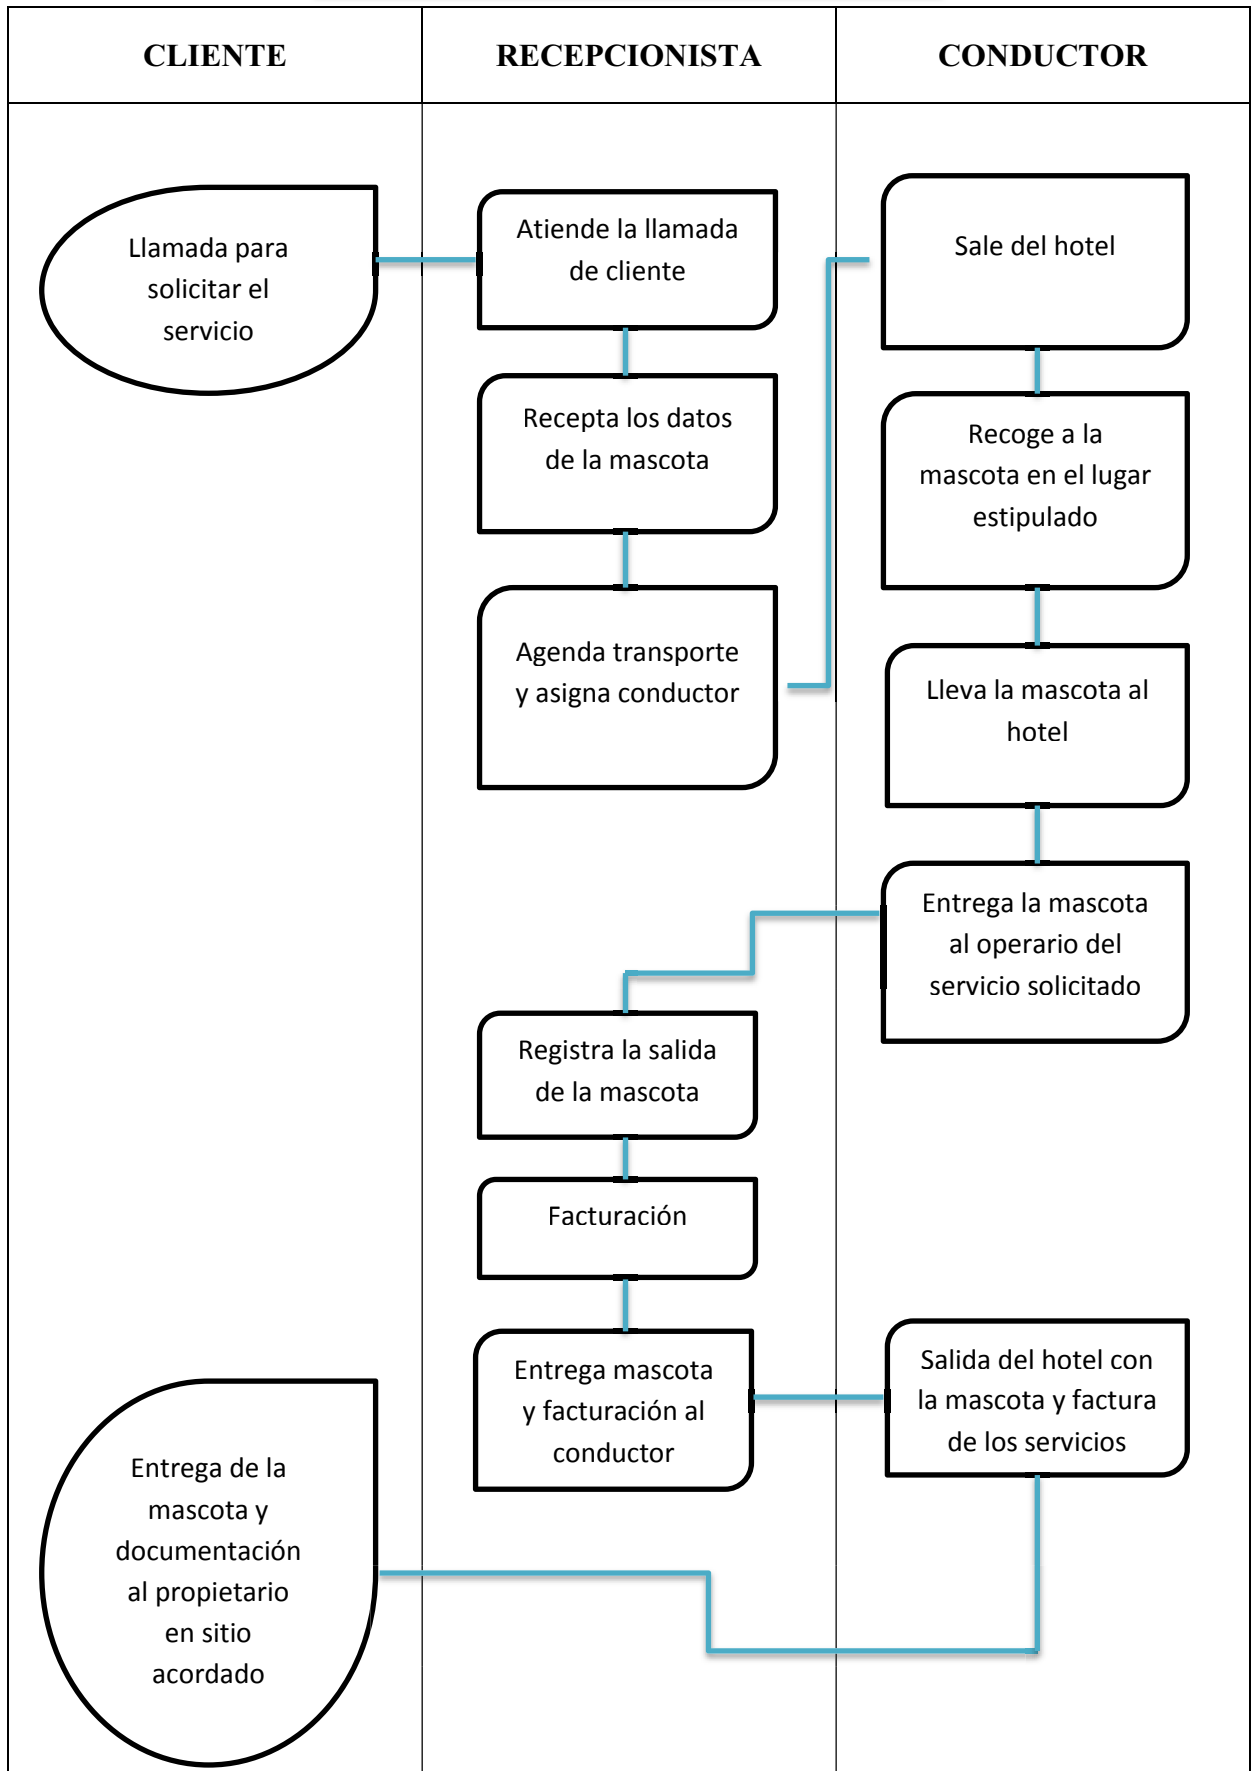 CLIENTE
RECEPCIONISTA
CONDUCTOR
Llamada para
solicitar el
servicio
Atiende la llamada
de cliente
Recepta los datos
de la mascota
Agenda transporte
y asigna conductor
Sale del hotel
Recoge a la
mascota en el lugar
estipulado
Lleva la mascota al
hotel
Entrega la mascota
al operario del
servicio solicitado
Registra la salida
de la mascota
Facturación
Entrega mascota
y facturación al
conductor
Salida del hotel con
la mascota y factura
de los servicios
Entrega de la
mascota y
documentación
al propietario
en sitio
acordado